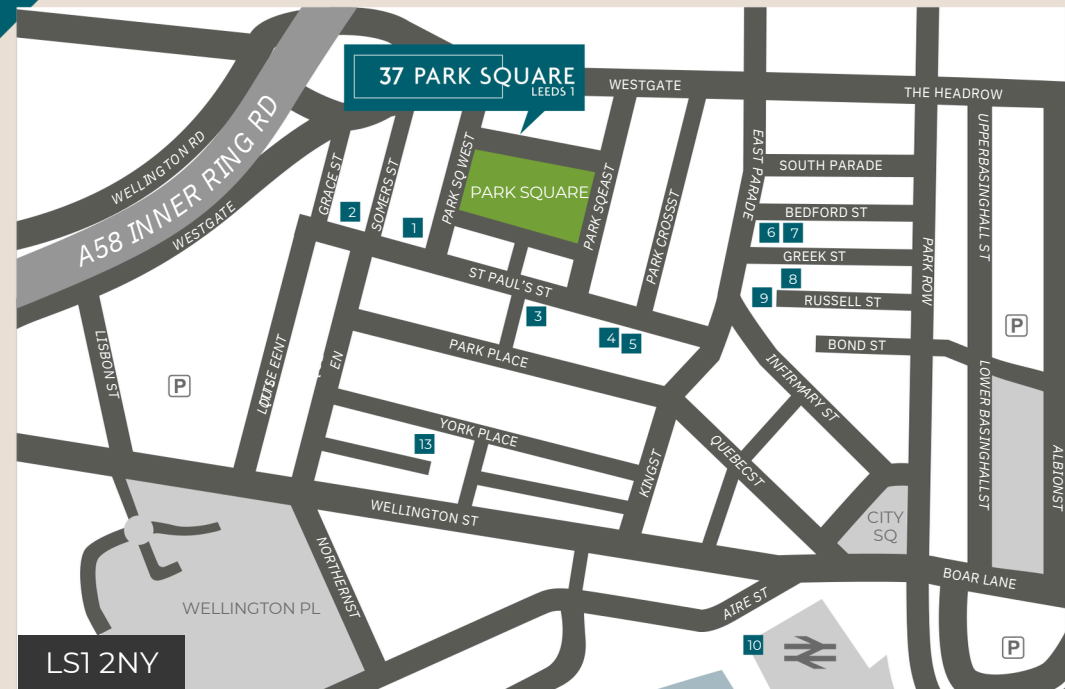 37 PARK SQUARE
LEEDS 1
WESTGATE
THE HEADROW
WELLINGTON RD
A58 INNER RING RD
WESTGATE
GRACE ST
SOMERS ST
PARK SQ WEST
PARK SQUARE
PARK SQEAST
PARK CROSSST
EAST PARADE
SOUTH PARADE
BEDFORD ST
GREEK ST
RUSSELL ST
BOND ST
PARK ROW
UPPERBASINGHALL ST
LOWER BASINGHALLST
ALBIONST
2
1
6
7
8
9
ST PAUL'S ST
3
4
5
P
P
LISBON ST
EN
PARK PLACE
INFIRMARY ST
YORK PLACE
13
QUEBECST
KINGST
WELLINGTON ST
CITY
SQ
NORTHERNST
BOAR LANE
WELLINGTON PL
AIRE ST
10
P
LS1 2NY